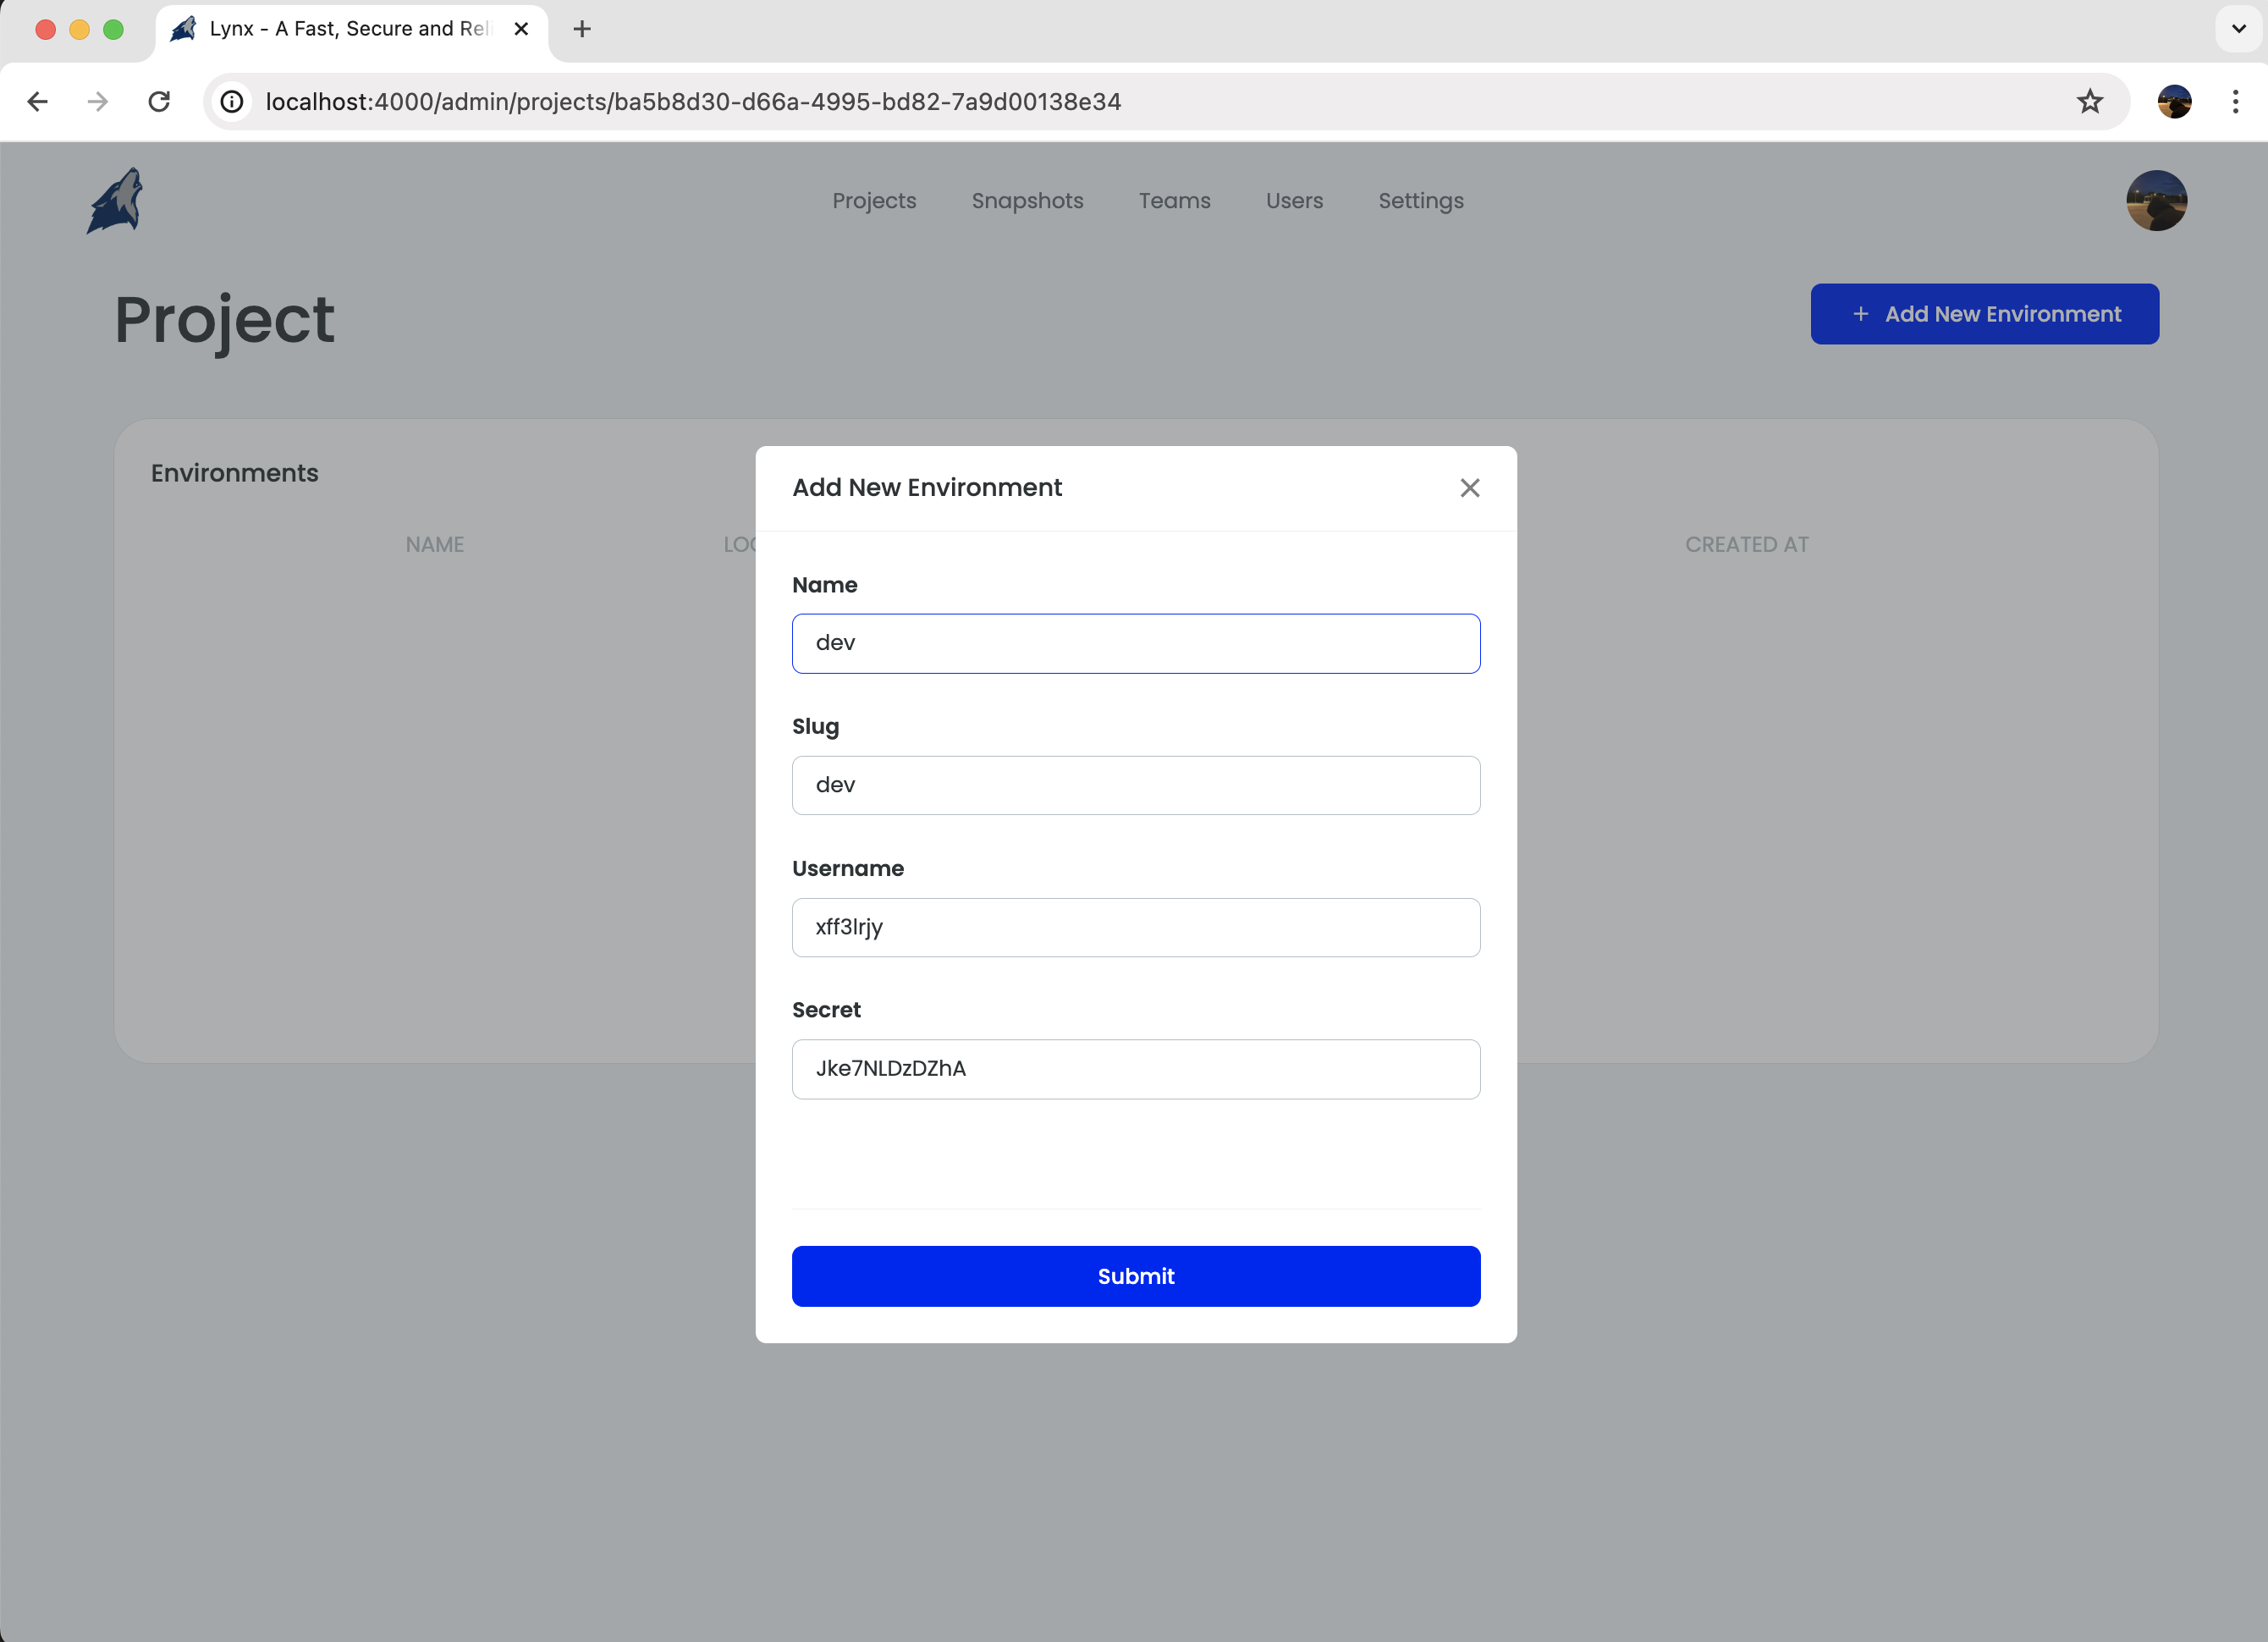 Lynx - A Fast, Secure and Rel
localhost:4000/admin/projects/ba5b8d30-d66a-4995-bd82-7a9d00138e34
Projects Snapshots Teams Users Settings
Project
+ Add New Environment
Environments
NAME CREATED AT
Add New Environment
Name
dev
Slug
dev
Username
xff3lrjy
Secret
Jke7NLDzDZhA
Submit